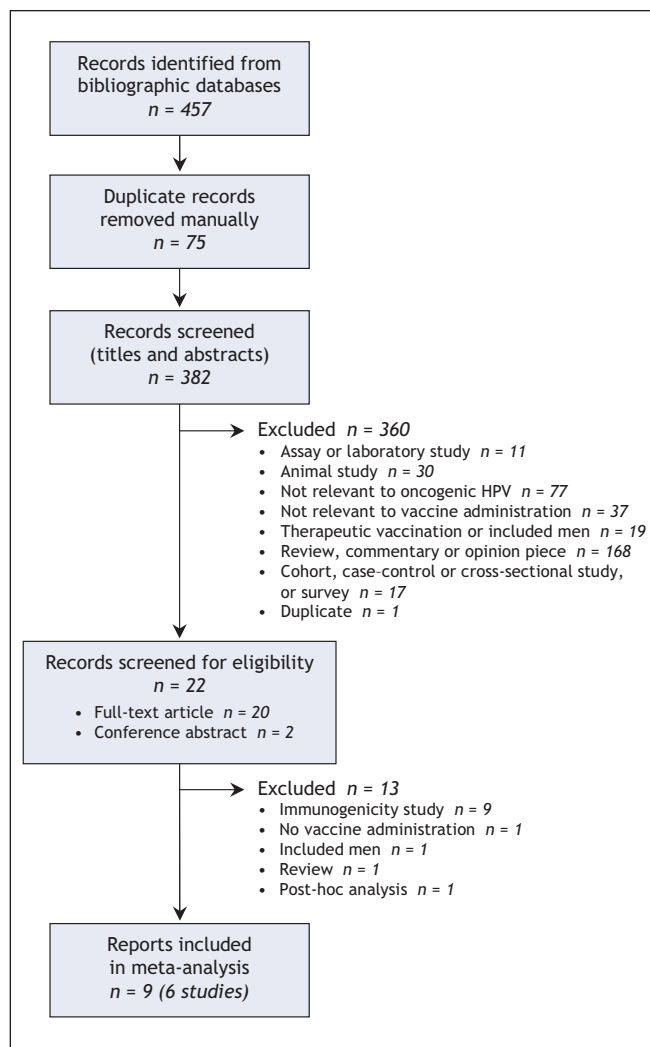 Records identified from
bibliographic databases
n = 457
Duplicate records
removed manually
n = 75
Records screened
(titles and abstracts)
n = 382
Excluded n = 360
• Assay or laboratory study n = 11
• Animal study n = 30
• Not relevant to oncogenic HPV n = 77
• Not relevant to vaccine administration n = 37
• Therapeutic vaccination or included men n = 19
• Review, commentary or opinion piece n = 168
• Cohort, case–control or cross-sectional study,
or survey n = 17
• Duplicate n = 1
Records screened for eligibility
n = 22
• Full-text article n = 20
• Conference abstract n = 2
Excluded n = 13
• Immunogenicity study n = 9
• No vaccine administration n = 1
• Included men n = 1
• Review n = 1
• Post-hoc analysis n = 1
Reports included
in meta-analysis
n = 9 (6 studies)